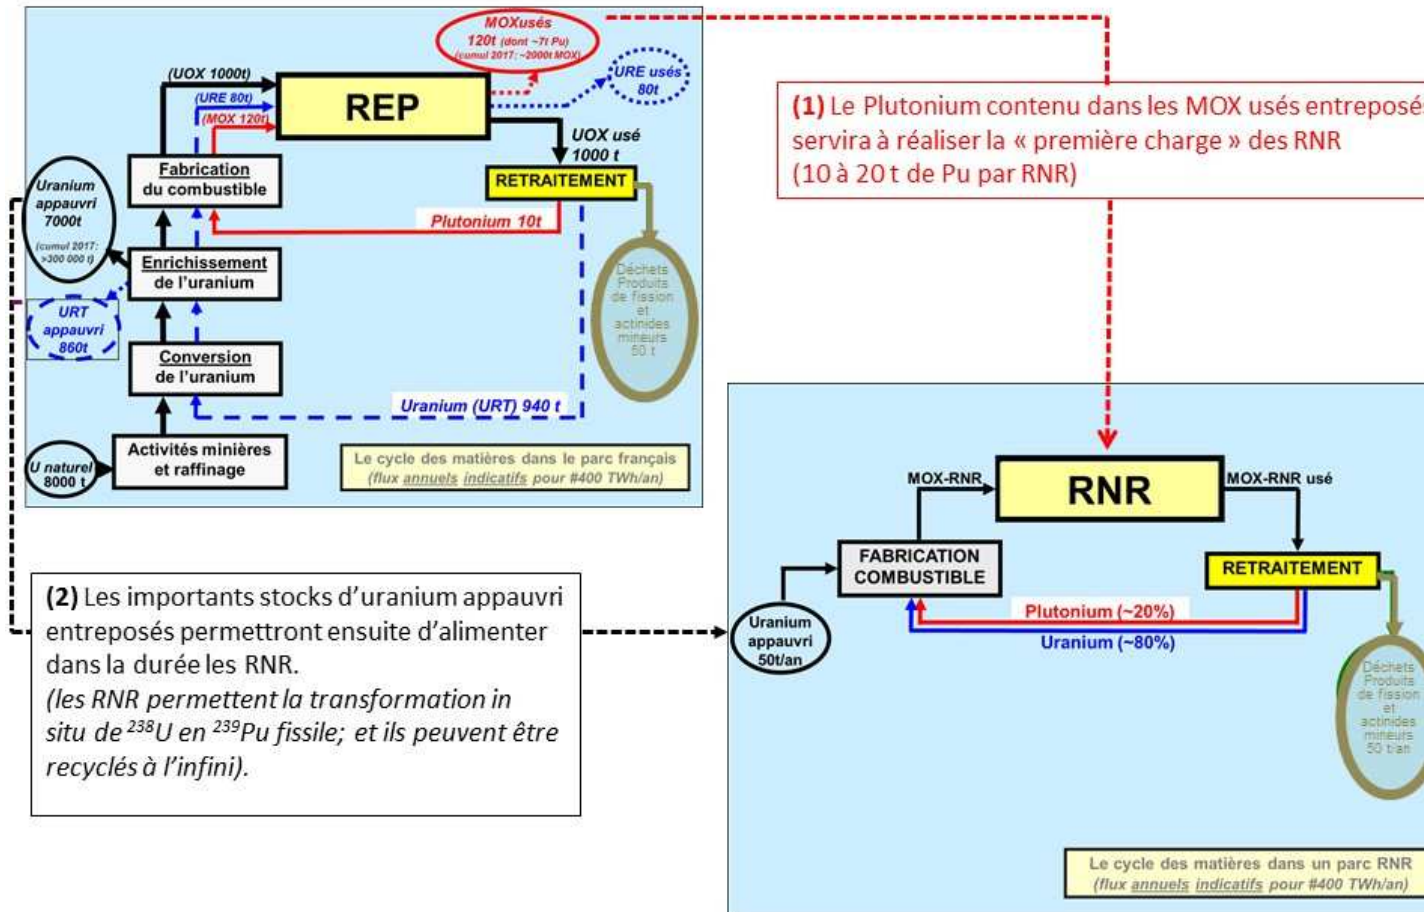 MOXusés
120t (dont ~7t Pu)
(cumul 2017: ~2000t MOX)
(UOX 1000t)
(URE 80t)
(MOX 120t)
REP
URE usés
80t
UOX usé
1000 t
Fabrication
du combustible
RETRAITEMENT
Uranium
appauvri
7000t
(cumul 2017:
>300 000 t)
Plutonium 10t
Enrichissement
de l'uranium
Déchets
Produits
de fission
et
actinides
mineurs
50 t
URT
appauvri
860t
Conversion
de l'uranium
Uranium (URT) 940 t
Activités minières
et raffinage
U naturel
8000 t
Le cycle des matières dans le parc français
(flux annuels indicatifs pour #400 TWh/an)
(1) Le Plutonium contenu dans les MOX usés entreposés
servira à réaliser la « première charge » des RNR
(10 à 20 t de Pu par RNR)
(2) Les importants stocks d'uranium appauvri
entreposés permettront ensuite d'alimenter
dans la durée les RNR.
(les RNR permettent la transformation in
situ de ²³⁸U en ²³⁹Pu fissile; et ils peuvent être
recyclés à l'infini).
MOX-RNR
RNR
MOX-RNR usé
FABRICATION
COMBUSTIBLE
RETRAITEMENT
Uranium
appauvri
50t/an
Plutonium (~20%)
Uranium (~80%)
Déchets
Produits
de fission
et
actinides
mineurs
50 t/an
Le cycle des matières dans un parc RNR
(flux annuels indicatifs pour #400 TWh/an)